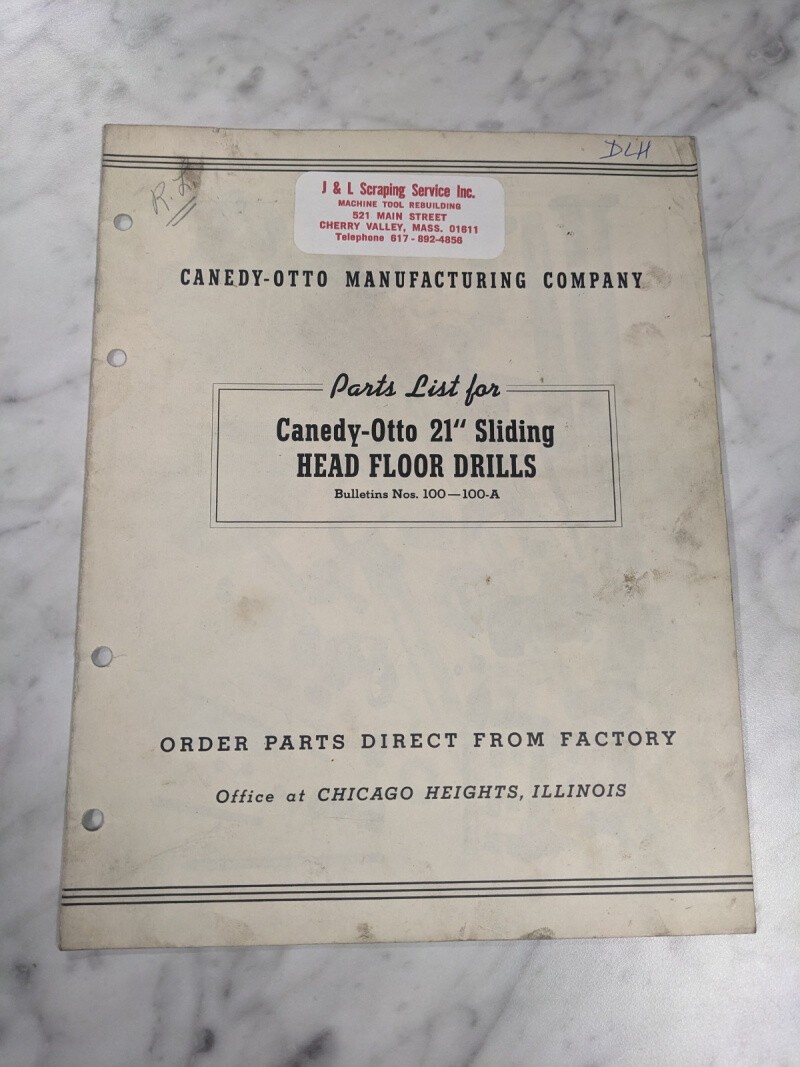 DLH
J & L Scraping Service Inc.
MACHINE TOOL REBUILDING
521 MAIN STREET
CHERRY VALLEY, MASS. 01611
Telephone 617-892-4856
CANEDY-OTTO MANUFACTURING COMPANY
Parts List for
Canedy-Otto 21" Sliding
HEAD FLOOR DRILLS
Bulletins Nos. 100—100-A
ORDER PARTS DIRECT FROM FACTORY
Office at CHICAGO HEIGHTS, ILLINOIS